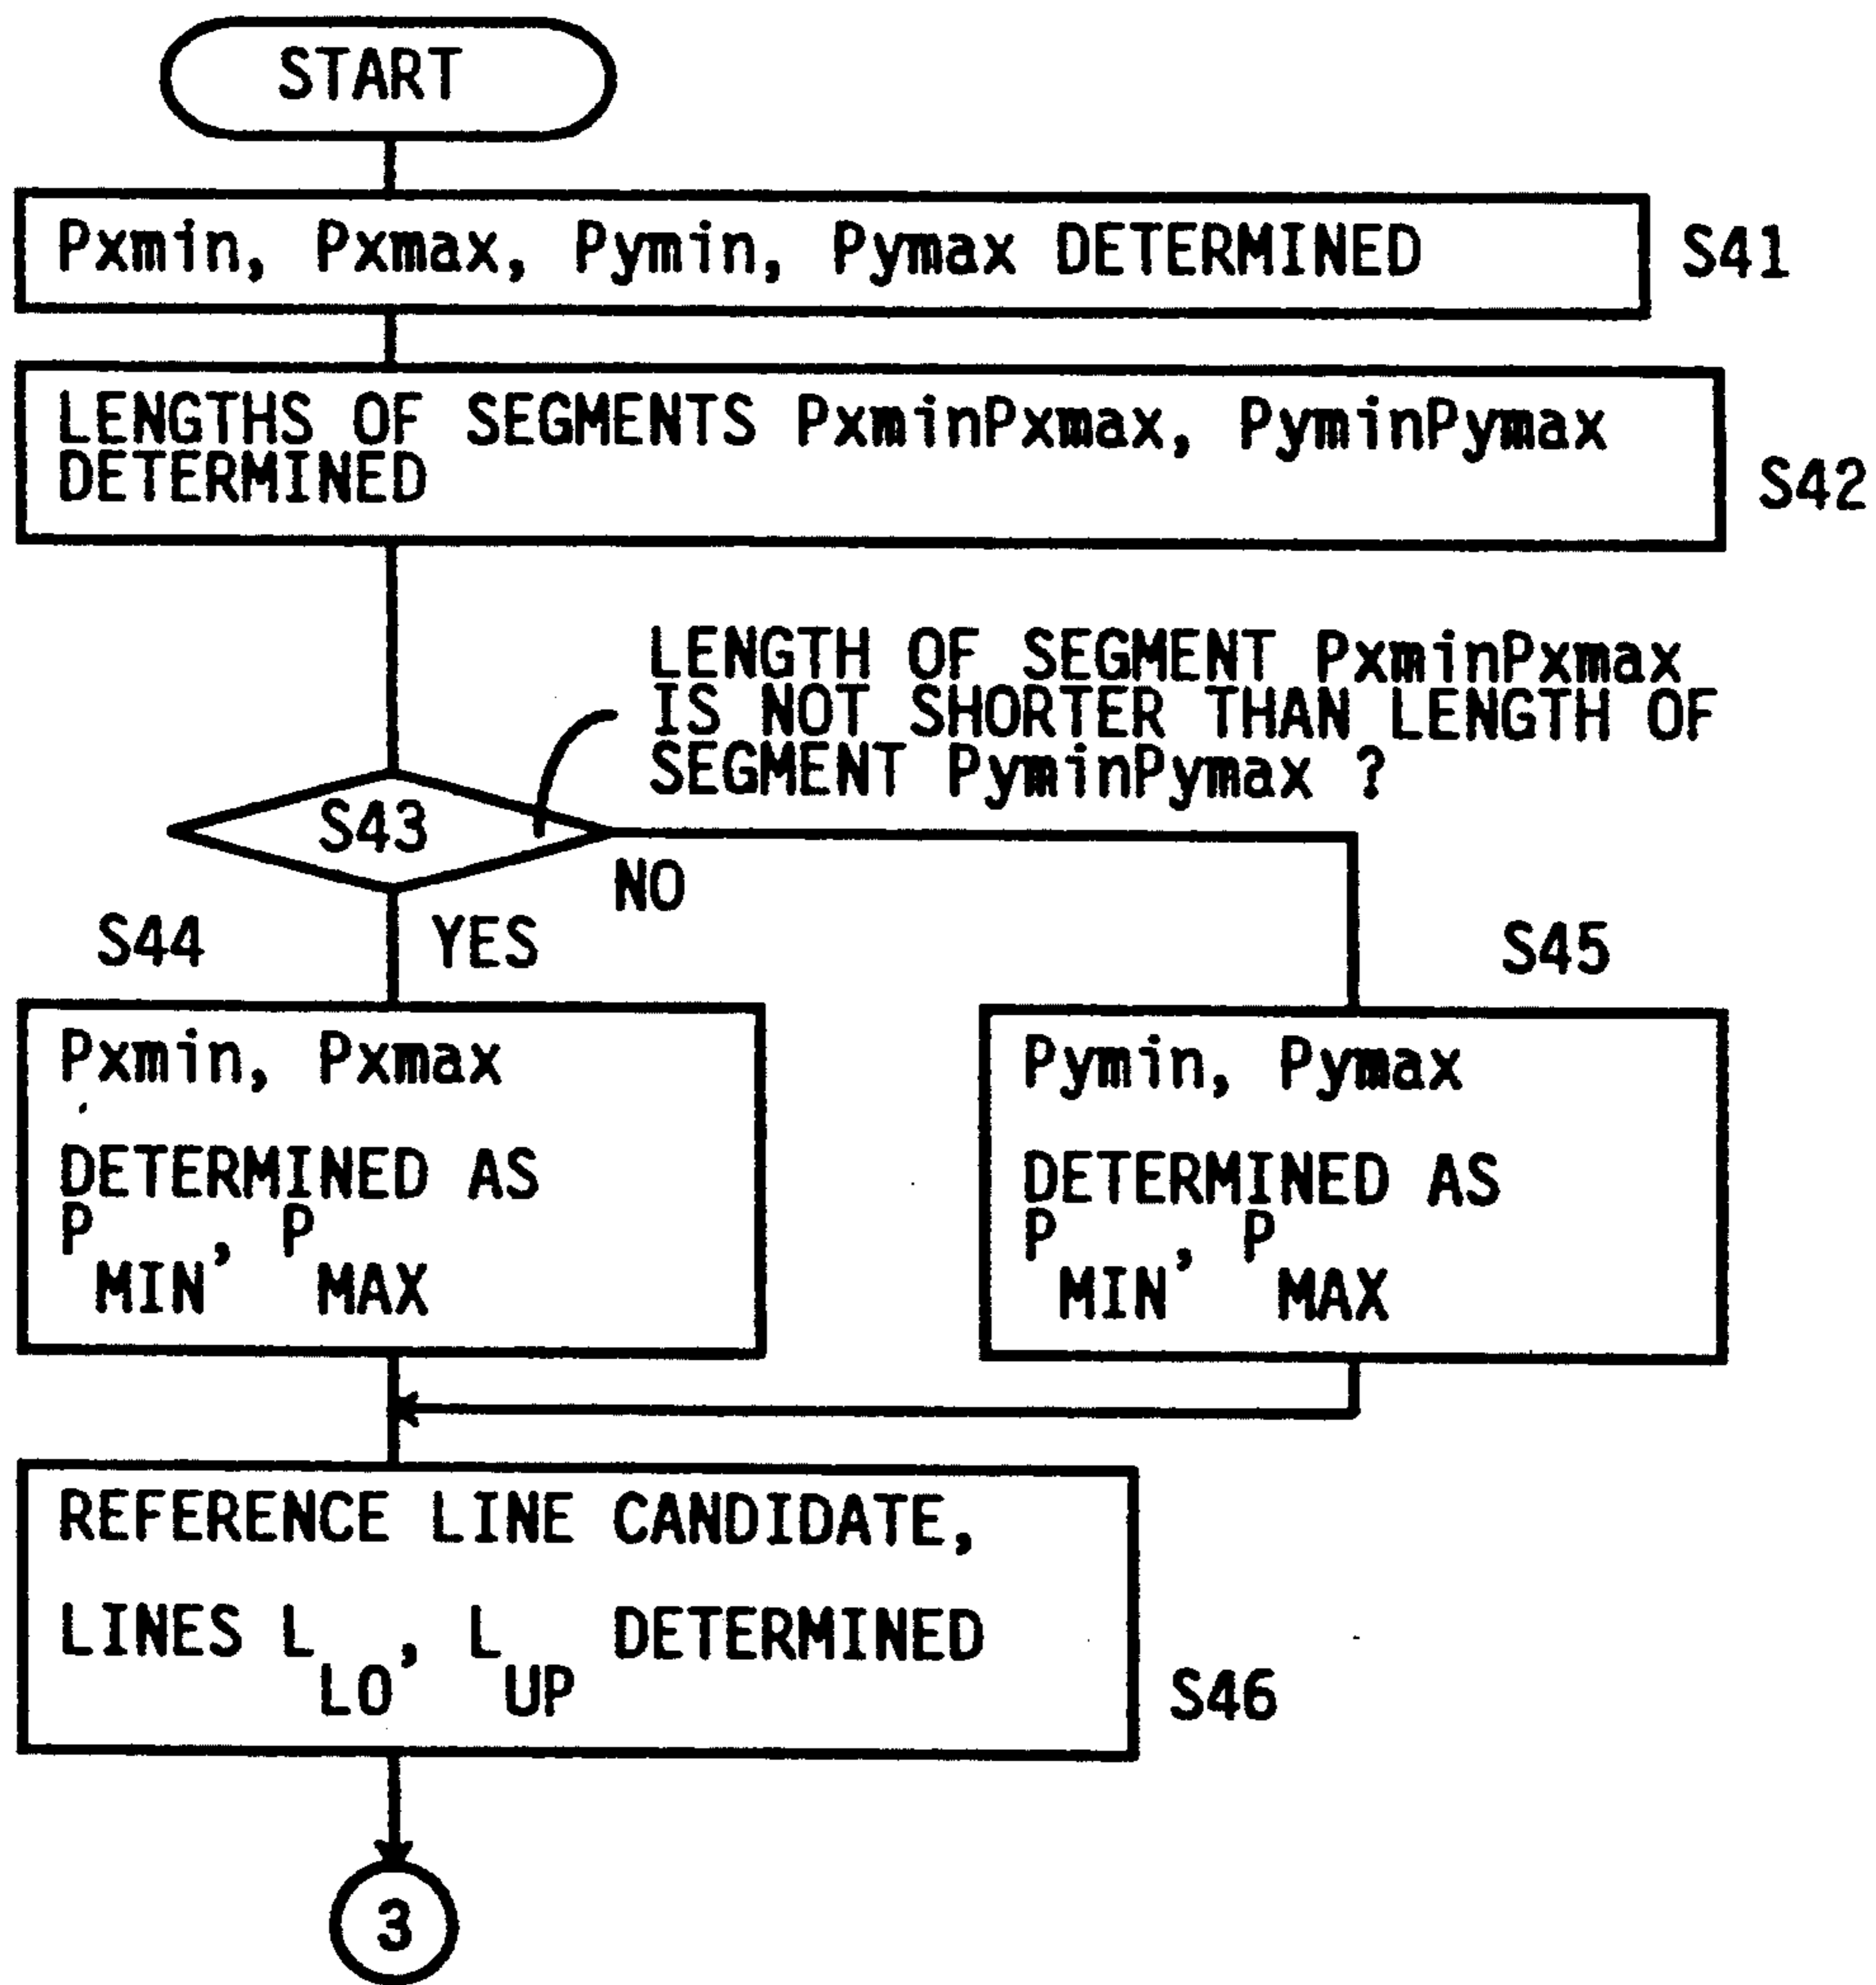 START
Pxmin, Pxmax, Pymin, Pymax DETERMINED
S41
LENGTHS OF SEGMENTS PxminPxmax, PyminPymax
DETERMINED
S42
LENGTH OF SEGMENT PxminPxmax
IS NOT SHORTER THAN LENGTH OF
SEGMENT PyminPymax ?
S43
NO
YES
S44
Pxmin, Pxmax
DETERMINED AS
P MIN, P MAX
S45
Pymin, Pymax
DETERMINED AS
P MIN, P MAX
REFERENCE LINE CANDIDATE,
LINES L LO, L UP DETERMINED
S46
3